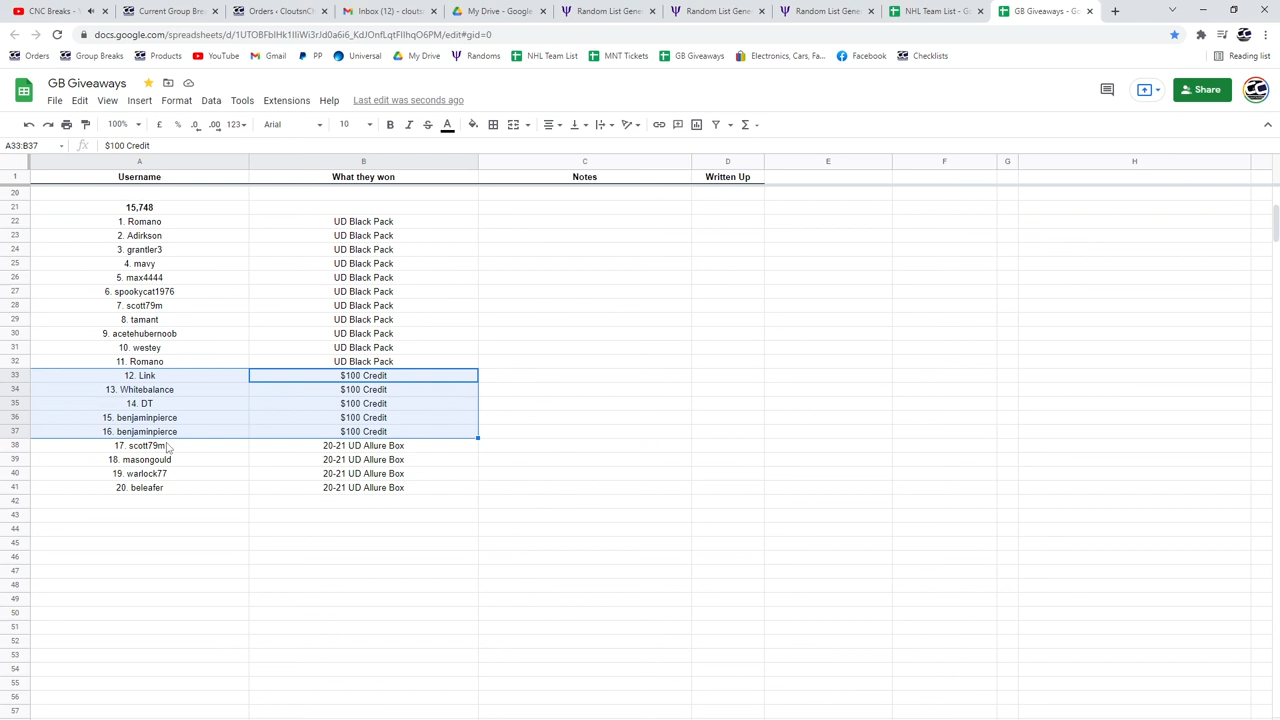 CNC Breaks -
Current Group Brea
Orders ‹ CloutsnC
Inbox (12) - clouts
My Drive - Google
Random List Gene
Random List Gene
Random List Gene
NHL Team List - G
GB Giveaways - Go
docs.google.com/spreadsheets/d/
Orders
Group Breaks
Products
YouTube
Gmail
PP
Universal
My Drive
Randoms
NHL Team List
MNT Tickets
GB Giveaways
Electronics, Cars, Fa...
Facebook
Checklists
Reading list
GB Giveaways
File Edit View Insert Format Data Tools Extensions Help Last edit was seconds ago
Share
100% £ % .0 .00 123 Arial 10
A33:B37 fx $100 Credit
A B C D E F G H
1 Username What they won Notes Written Up
20
21 15,748
22 1. Romano UD Black Pack
23 2. Adirkson UD Black Pack
24 3. grantler3 UD Black Pack
25 4. mavy UD Black Pack
26 5. max4444 UD Black Pack
27 6. spookycat1976 UD Black Pack
28 7. scott79m UD Black Pack
29 8. tamant UD Black Pack
30 9. acetehubernoob UD Black Pack
31 10. westey UD Black Pack
32 11. Romano UD Black Pack
33 12. Link $100 Credit
34 13. Whitebalance $100 Credit
35 14. DT $100 Credit
36 15. benjaminpierce $100 Credit
37 16. benjaminpierce $100 Credit
38 17. scott79m 20-21 UD Allure Box
39 18. masongould 20-21 UD Allure Box
40 19. warlock77 20-21 UD Allure Box
41 20. beleafer 20-21 UD Allure Box
42
43
44
45
46
47
48
49
50
51
52
53
54
55
56
57